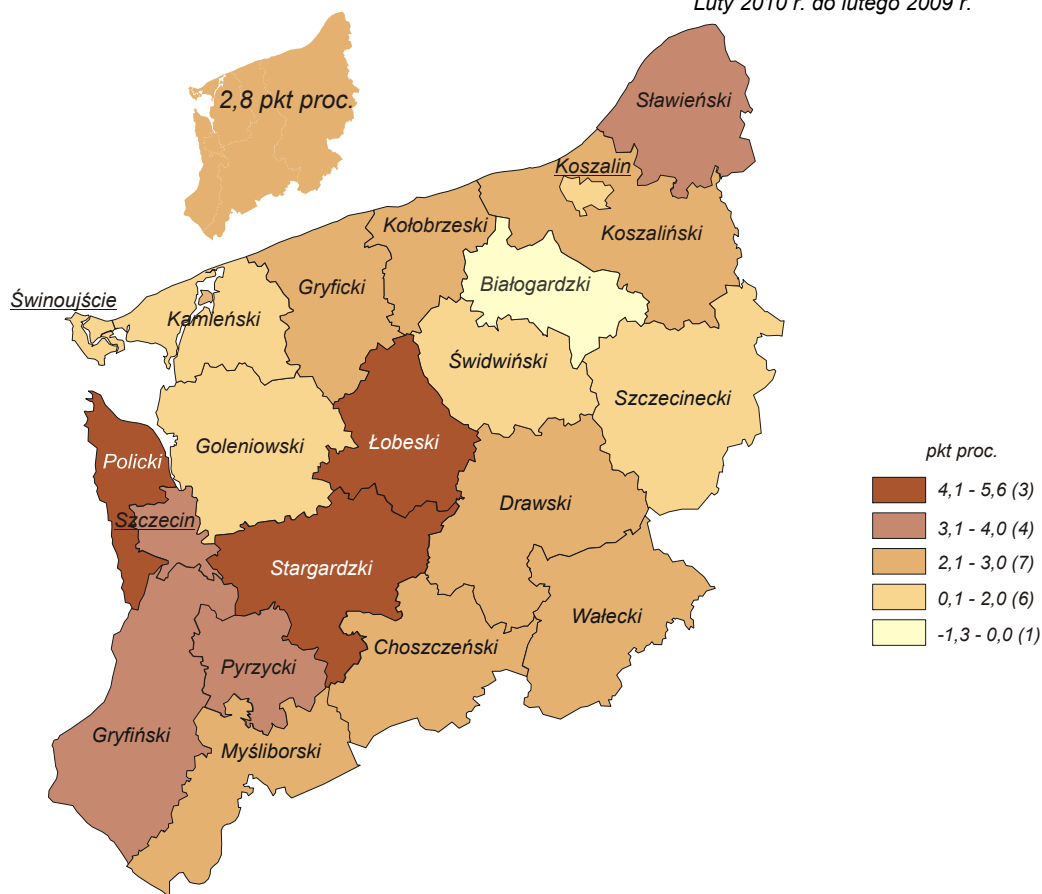 Luty 2010 r. do lutego 2009 r.
2,8 pkt proc.
Sławieński
Koszalin
Kołobrzeski
Koszaliński
Białogardzki
Gryficki
Świnoujście
Kamieński
Świdwiński
Szczecinecki
Goleniowski
Łobeski
Policki
Drawski
Szczecin
Stargardzki
Wałecki
Choszczeński
Pyrzycki
Gryfiński
Myśliborski
pkt proc.
4,1 - 5,6 (3)
3,1 - 4,0 (4)
2,1 - 3,0 (7)
0,1 - 2,0 (6)
-1,3 - 0,0 (1)